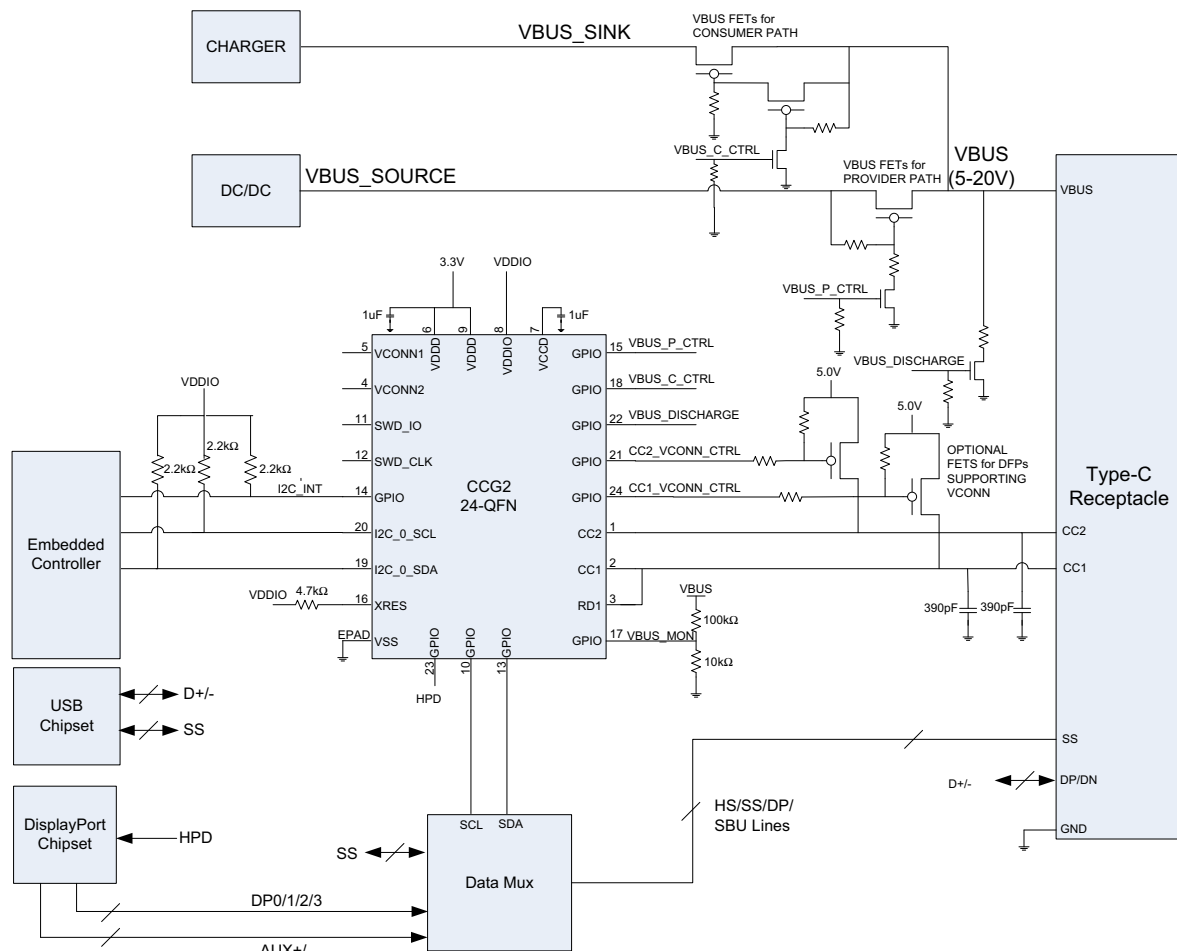 CHARGER
VBUS_SINK
VBUS FETs for
CONSUMER PATH
VBUS_C_CTRL
DC/DC
VBUS_SOURCE
VBUS FETs for
PROVIDER PATH
VBUS
(5-20V)
VBUS_P_CTRL
VBUS_DISCHARGE
3.3V
VDDIO
1uF
1uF
6
9
8
7
VDDD
VDDD
VDDIO
VCCD
5
VCONN1
4
VCONN2
11
SWD_IO
12
SWD_CLK
14
GPIO
20
I2C_0_SCL
19
I2C_0_SDA
16
XRES
EPAD
VSS
CCG2
24-QFN
GPIO
15
VBUS_P_CTRL
GPIO
18
VBUS_C_CTRL
GPIO
22
VBUS_DISCHARGE
GPIO
21
CC2_VCONN_CTRL
GPIO
24
CC1_VCONN_CTRL
CC2
1
CC1
2
RD1
3
GPIO
17
VBUS_MON
GPIO
GPIO
GPIO
23
10
13
HPD
VDDIO
2.2kΩ
2.2kΩ
2.2kΩ
I2C_INT
VDDIO
4.7kΩ
5.0V
5.0V
OPTIONAL
FETS for DFPs
SUPPORTING
VCONN
VBUS
100kΩ
10kΩ
390pF
390pF
Type-C
Receptacle
VBUS
CC2
CC1
SS
DP/DN
GND
D+/-
Embedded
Controller
USB
Chipset
D+/-
SS
DisplayPort
Chipset
HPD
SCL
SDA
SS
Data Mux
HS/SS/DP/
SBU Lines
DP0/1/2/3
AUX+/